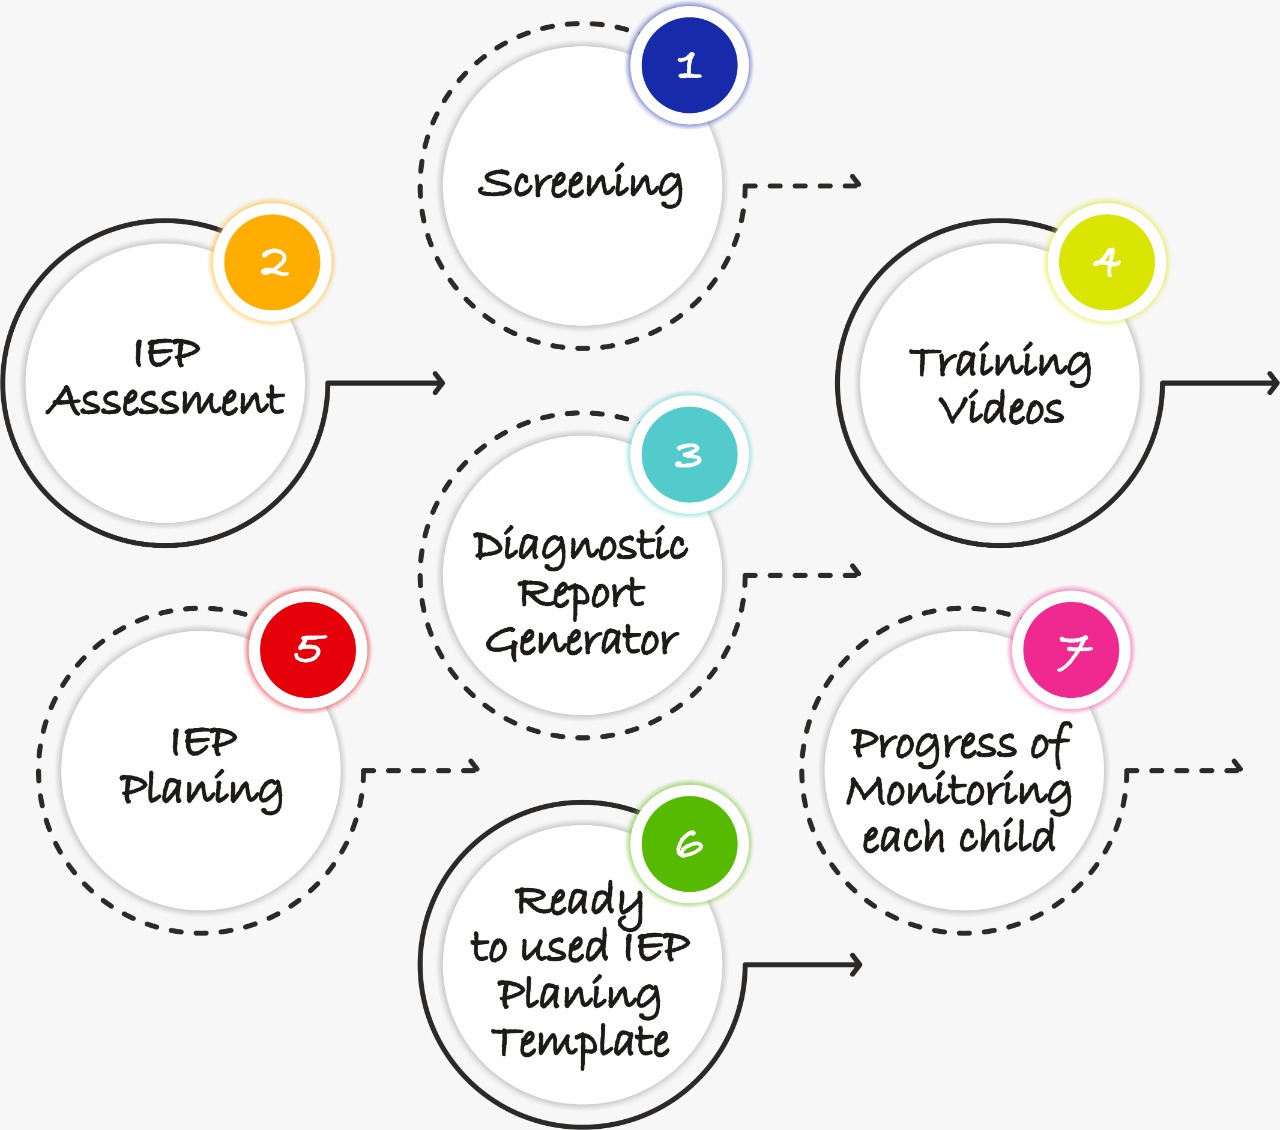 1
Screening
2
IEP
Assessment
3
Diagnostic
Report
Generator
4
Training
Videos
5
IEP
Planing
6
Ready
to used IEP
Planing
Template
7
Progress of
Monitoring
each child